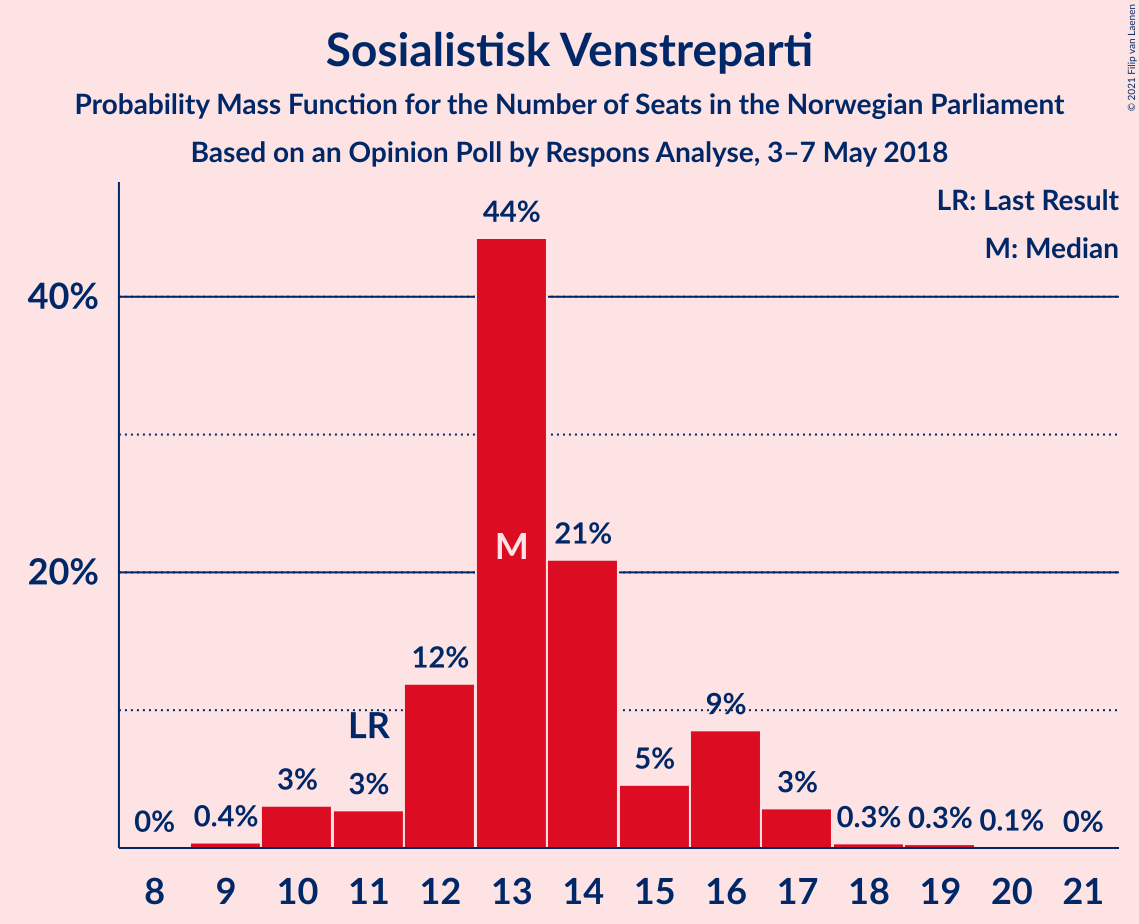 Sosialistisk Venstreparti
Probability Mass Function for the Number of Seats in the Norwegian Parliament
Based on an Opinion Poll by Respons Analyse, 3–7 May 2018
© 2021 Filip van Laenen
LR: Last Result
M: Median
40%
20%
0%
0.4%
3%
LR
3%
12%
44%
M
21%
5%
9%
3%
0.3%
0.3%
0.1%
0%
8 9 10 11 12 13 14 15 16 17 18 19 20 21